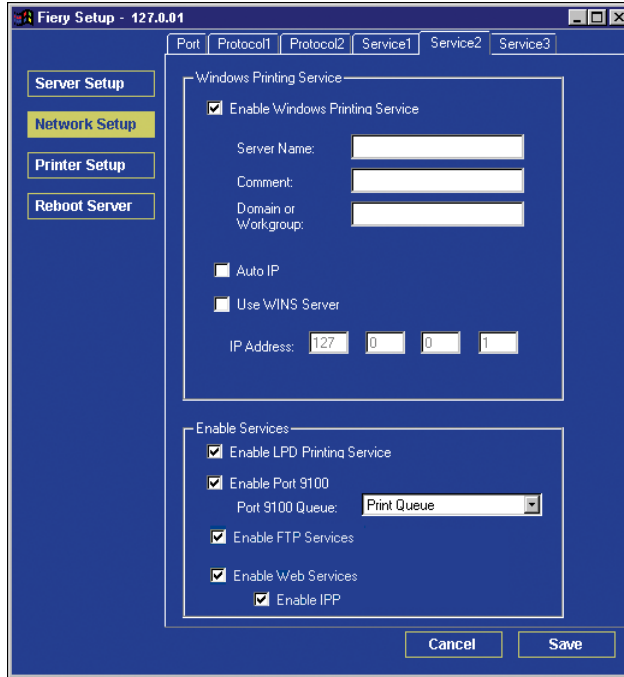 Fiery Setup - 127.0.01
Port Protocol1 Protocol2 Service1 Service2 Service3
Server Setup
Network Setup
Printer Setup
Reboot Server
Windows Printing Service
Enable Windows Printing Service
Server Name:
Comment:
Domain or
Workgroup:
Auto IP
Use WINS Server
IP Address: 127 0 0 1
Enable Services
Enable LPD Printing Service
Enable Port 9100
Port 9100 Queue: Print Queue
Enable FTP Services
Enable Web Services
Enable IPP
Cancel Save